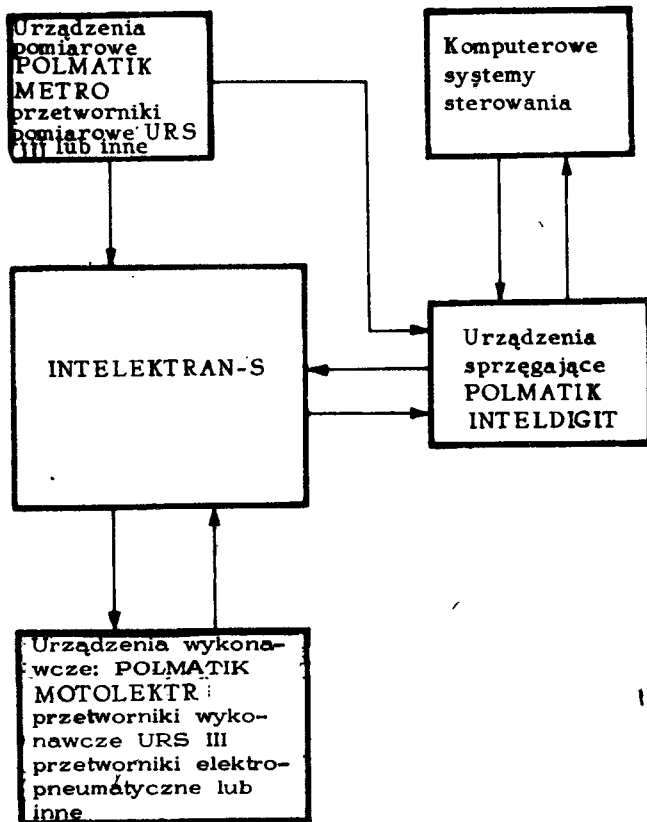 Urządzenia
pomiarowe
POLMATIK
METRO
przetworniki
pomiarowe URS
III lub inne
Komputerowe
systemy
sterowania
INTELEKTRAN-S
Urządzenia
sprzęgające
POLMATIK
INTELDIGIT
Urządzenia wykona-
wcze: POLMATIK
MOTOLEKTR
przetworniki wyko-
nawcze URS III
przetworniki elektro-
pneumatyczne lub
inne